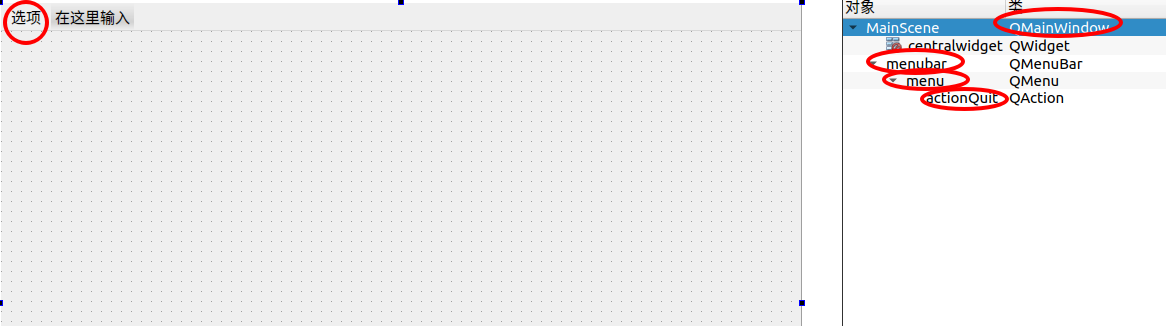 选项 在这里输入
对象 类
MainScene QMainWindow
centralwidget QWidget
menubar QMenuBar
menu QMenu
actionQuit QAction